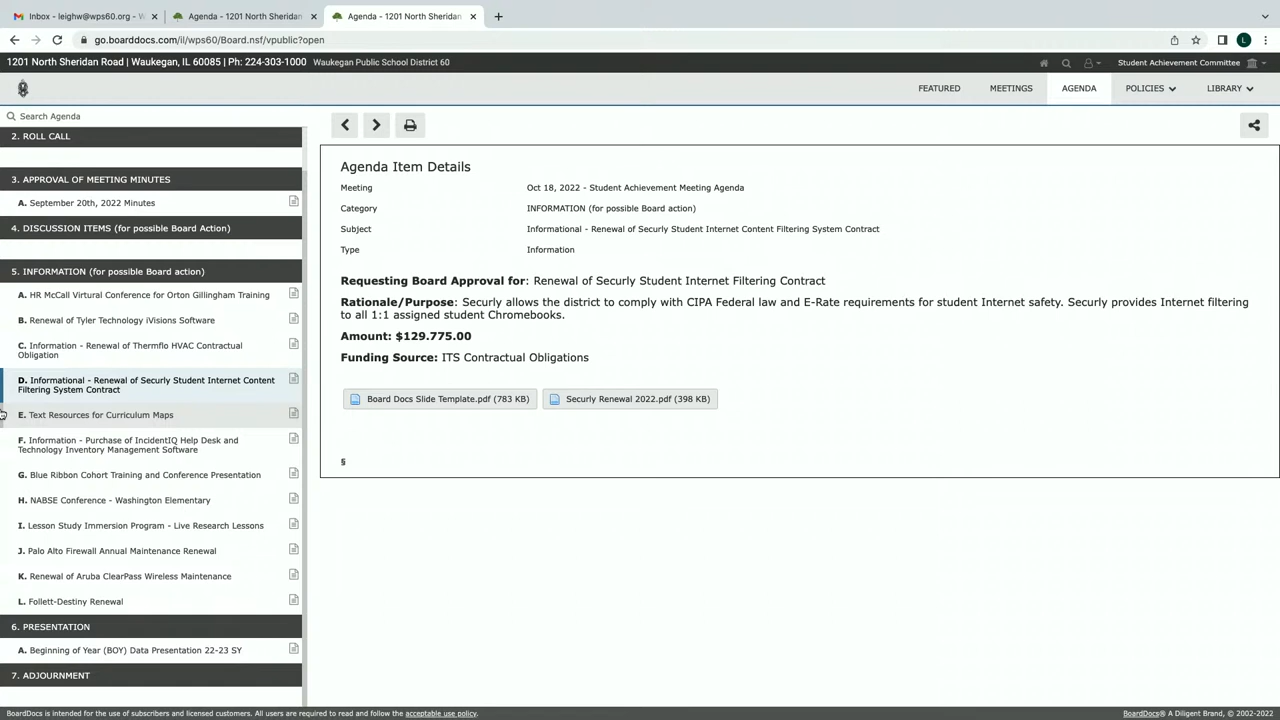 Inbox - leighw@wps60.org - W
Agenda - 1201 North Sheridan
Agenda - 1201 North Sheridan
go.boarddocs.com/il/wps60/Board.nsf/vpublic?open
L
1201 North Sheridan Road | Waukegan, IL 60085 | Ph: 224-303-1000 Waukegan Public School District 60
Student Achievement Committee
FEATURED MEETINGS AGENDA POLICIES LIBRARY
Search Agenda
2. ROLL CALL
3. APPROVAL OF MEETING MINUTES
A. September 20th, 2022 Minutes
4. DISCUSSION ITEMS (for possible Board Action)
5. INFORMATION (for possible Board action)
A. HR McCall Virtural Conference for Orton Gillingham Training
B. Renewal of Tyler Technology iVisions Software
C. Information - Renewal of Thermflo HVAC Contractual
Obligation
D. Informational - Renewal of Securly Student Internet Content
Filtering System Contract
E. Text Resources for Curriculum Maps
F. Information - Purchase of IncidentIQ Help Desk and
Technology Inventory Management Software
G. Blue Ribbon Cohort Training and Conference Presentation
H. NABSE Conference - Washington Elementary
I. Lesson Study Immersion Program - Live Research Lessons
J. Palo Alto Firewall Annual Maintenance Renewal
K. Renewal of Aruba ClearPass Wireless Maintenance
L. Follett-Destiny Renewal
6. PRESENTATION
A. Beginning of Year (BOY) Data Presentation 22-23 SY
7. ADJOURNMENT
Agenda Item Details
Meeting Oct 18, 2022 - Student Achievement Meeting Agenda
Category INFORMATION (for possible Board action)
Subject Informational - Renewal of Securly Student Internet Content Filtering System Contract
Type Information
Requesting Board Approval for: Renewal of Securly Student Internet Filtering Contract
Rationale/Purpose: Securly allows the district to comply with CIPA Federal law and E-Rate requirements for student Internet safety. Securly provides Internet filtering
to all 1:1 assigned student Chromebooks.
Amount: $129.775.00
Funding Source: ITS Contractual Obligations
Board Docs Slide Template.pdf (783 KB) Securly Renewal 2022.pdf (398 KB)
§
BoardDocs is intended for the use of subscribers and licensed customers. All users are required to read and follow the acceptable use policy.
BoardDocs® A Diligent Brand, © 2002-2022